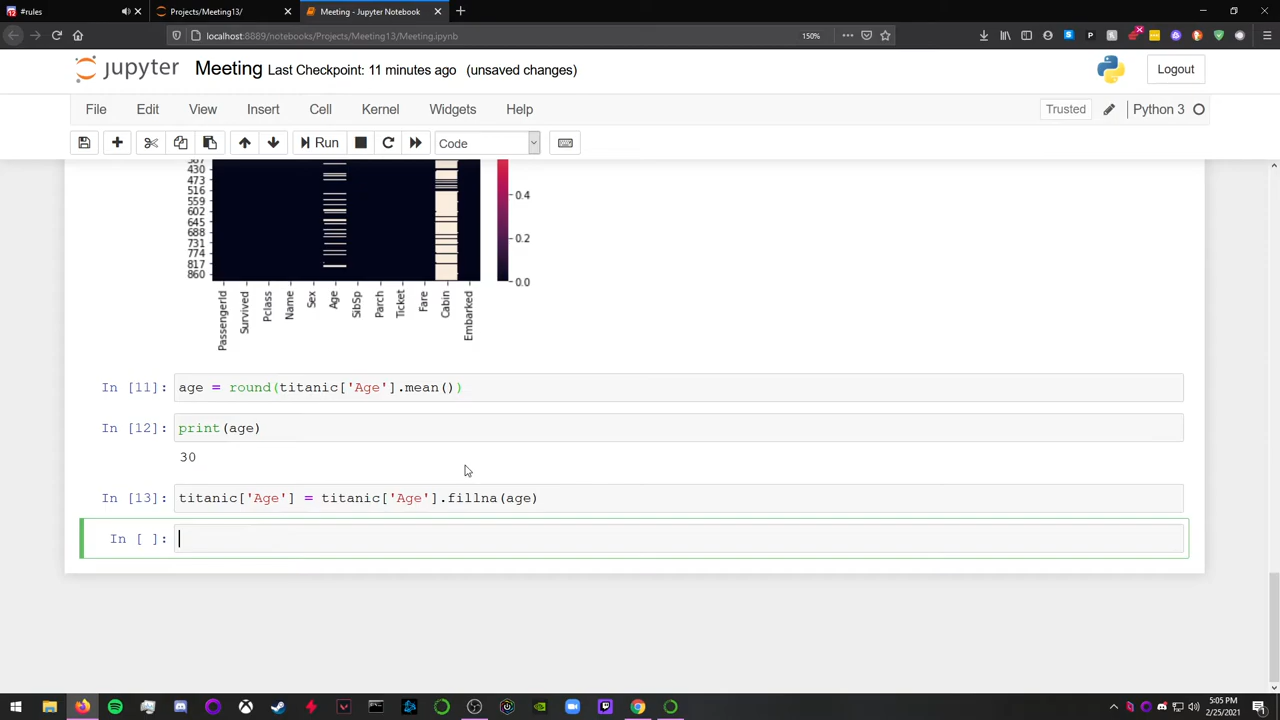 #rules
Projects/Meeting13/
Meeting - Jupyter Notebook
localhost:8889/notebooks/Projects/Meeting13/Meeting.ipynb
150%
jupyter Meeting Last Checkpoint: 11 minutes ago (unsaved changes)
Logout
File Edit View Insert Cell Kernel Widgets Help
Trusted
Python 3
Run
Code
387
430
473
516
559
602
645
688
731
774
817
860
0.4
0.2
0.0
PassengerId
Survived
Pclass
Name
Sex
Age
SibSp
Parch
Ticket
Fare
Cabin
Embarked
In [11]: age = round(titanic['Age'].mean())
In [12]: print(age)
30
In [13]: titanic['Age'] = titanic['Age'].fillna(age)
In [ ]:
5:05 PM
2/25/2021